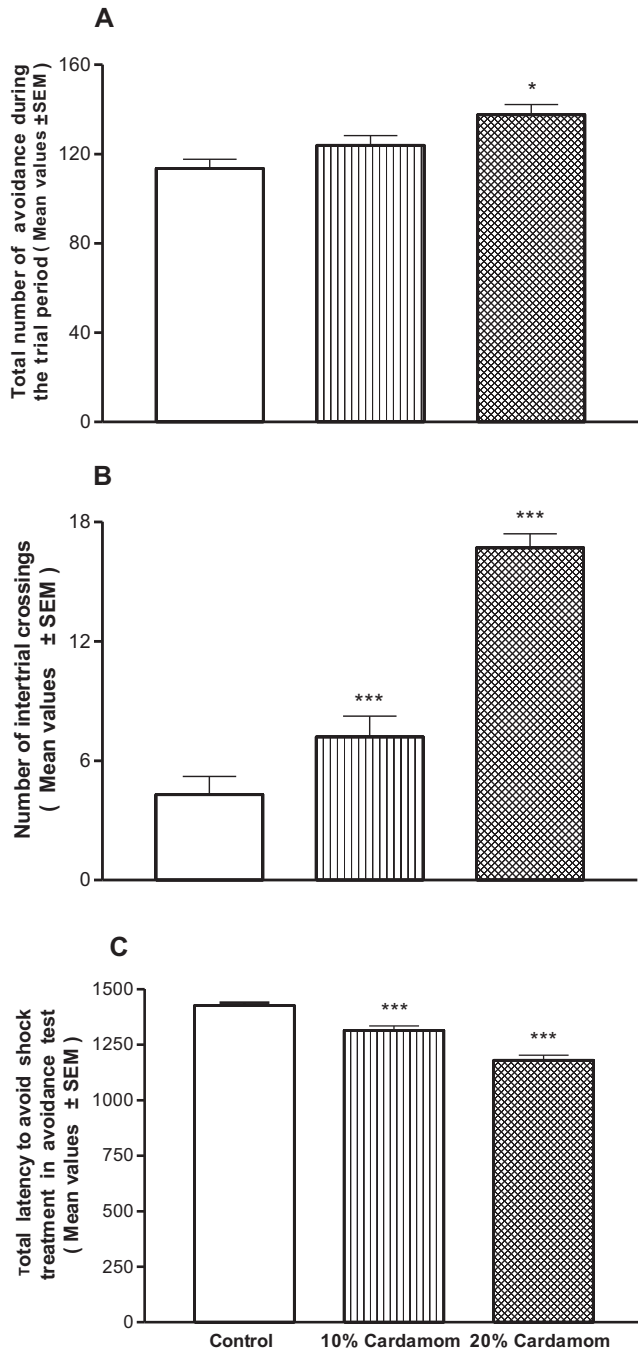 A
Total number of avoidance during
the trial period ( Mean values ±SEM)
160
120
80
40
0
*
B
Number of intertrial crossings
( Mean values ± SEM)
18
12
6
0
***
***
C
Total latency to avoid shock
treatment in avoidance test
( Mean values ± SEM)
1500
1250
1000
750
500
250
0
***
***
Control 10% Cardamom 20% Cardamom